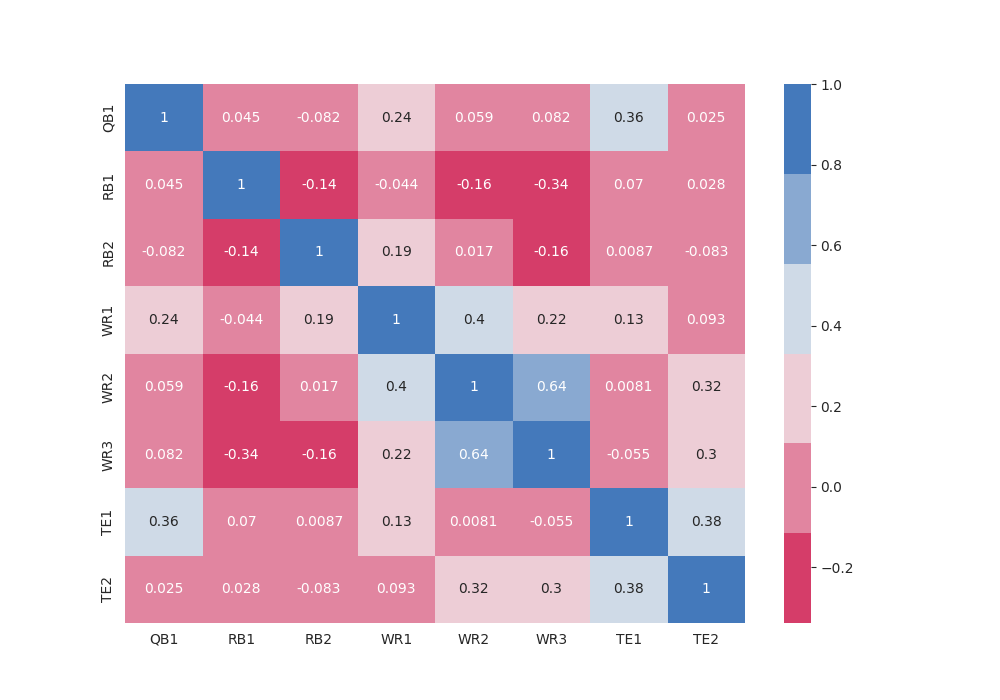 QB1 1 0.045 -0.082 0.24 0.059 0.082 0.36 0.025
RB1 0.045 1 -0.14 -0.044 -0.16 -0.34 0.07 0.028
RB2 -0.082 -0.14 1 0.19 0.017 -0.16 0.0087 -0.083
WR1 0.24 -0.044 0.19 1 0.4 0.22 0.13 0.093
WR2 0.059 -0.16 0.017 0.4 1 0.64 0.0081 0.32
WR3 0.082 -0.34 -0.16 0.22 0.64 1 -0.055 0.3
TE1 0.36 0.07 0.0087 0.13 0.0081 -0.055 1 0.38
TE2 0.025 0.028 -0.083 0.093 0.32 0.3 0.38 1
QB1 RB1 RB2 WR1 WR2 WR3 TE1 TE2
1.0
0.8
0.6
0.4
0.2
0.0
−0.2